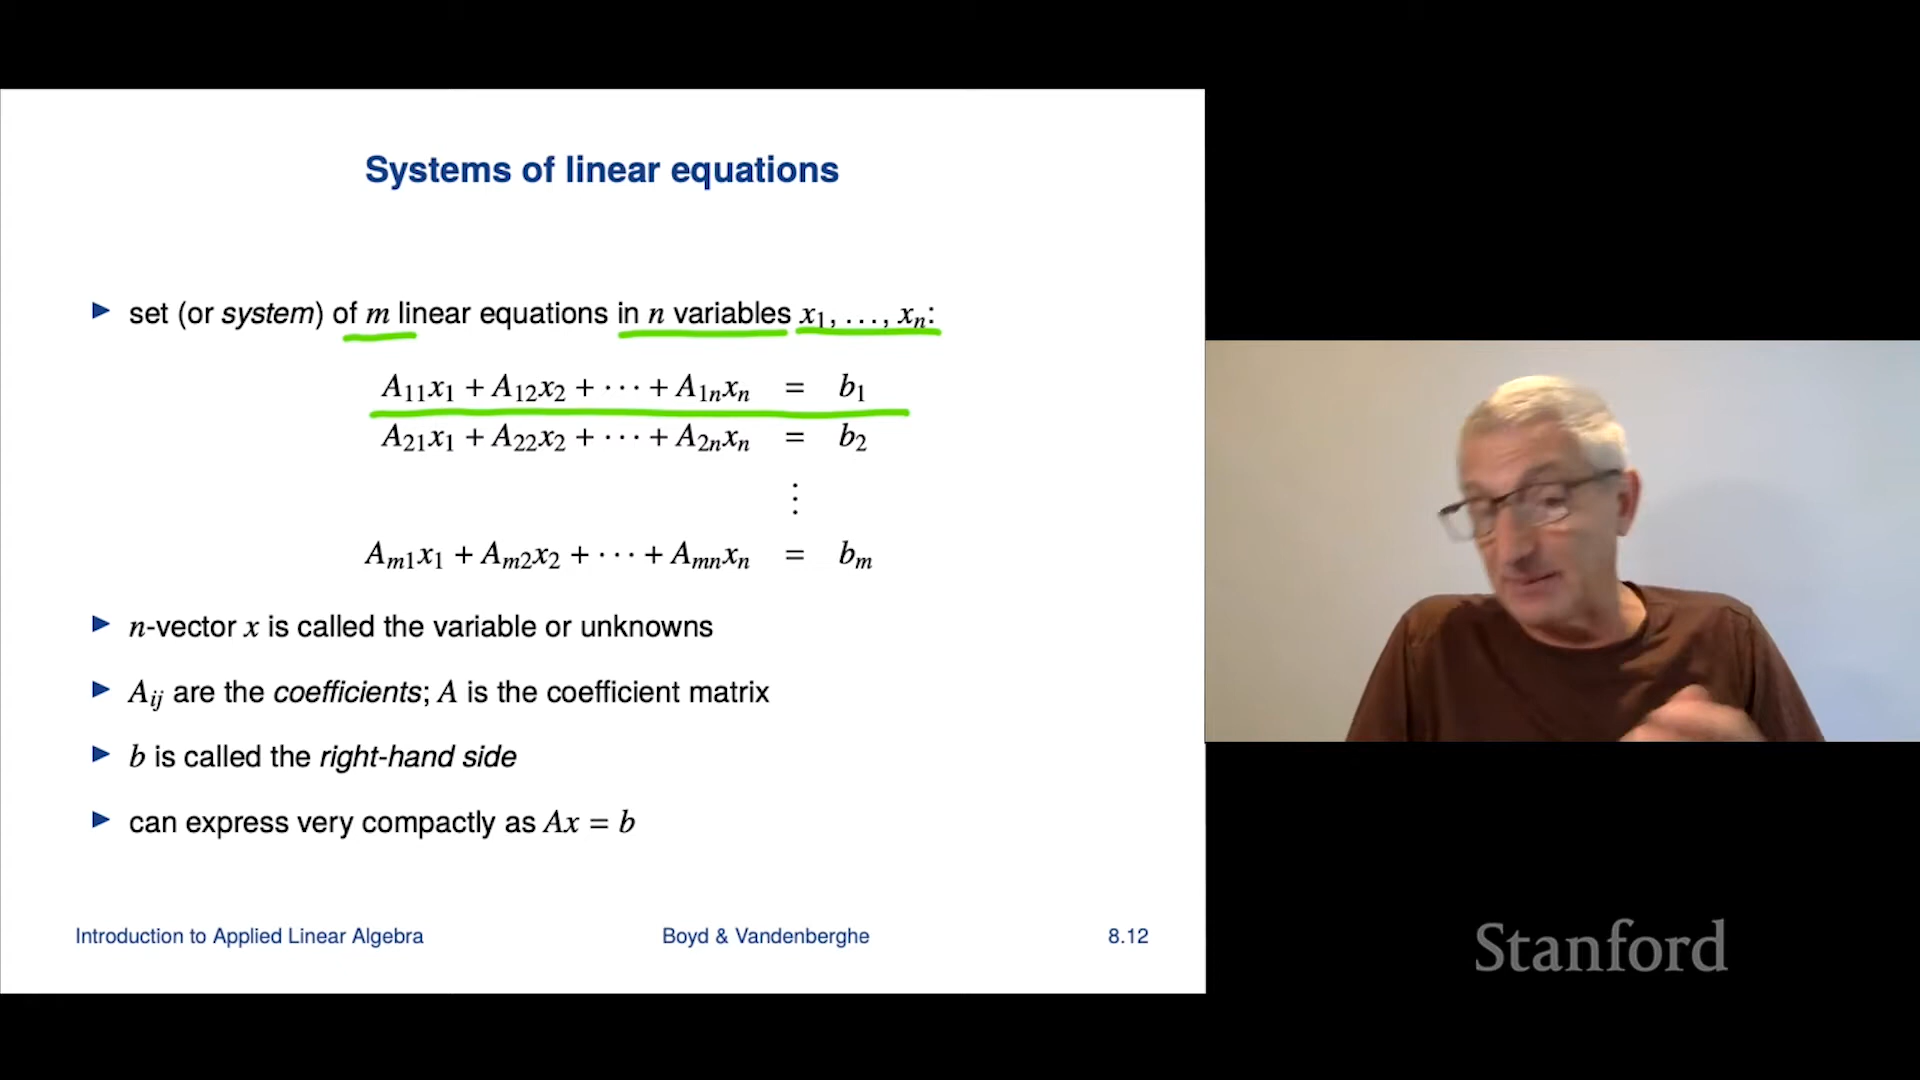 Systems of linear equations
▶ set (or system) of m linear equations in n variables x₁, . . . , xₙ:
A₁₁x₁ + A₁₂x₂ + · · · + A₁ₙxₙ = b₁
A₂₁x₁ + A₂₂x₂ + · · · + A₂ₙxₙ = b₂
⋮
Aₘ₁x₁ + Aₘ₂x₂ + · · · + Aₘₙxₙ = bₘ
▶ n-vector x is called the variable or unknowns
▶ Aᵢⱼ are the coefficients; A is the coefficient matrix
▶ b is called the right-hand side
▶ can express very compactly as Ax = b
Introduction to Applied Linear Algebra Boyd & Vandenberghe 8.12
Stanford